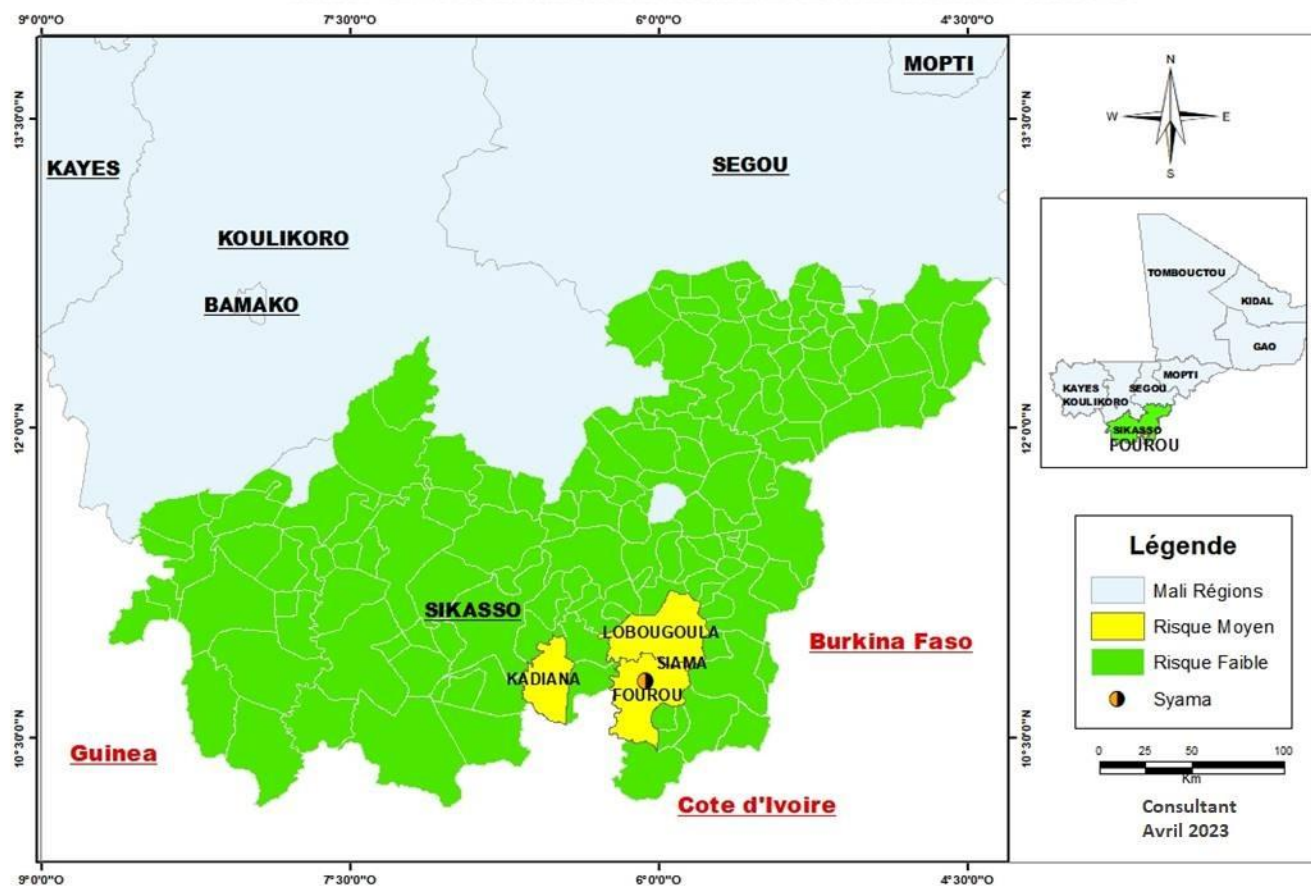 9°0'0"O
7°30'0"O
6°0'0"O
4°30'0"O
13°30'0"N
12°0'0"N
10°30'0"N
MOPTI
KAYES
SEGOU
KOULIKORO
BAMAKO
SIKASSO
LOBOUGOULA
SIAMA
KADIANA
FOUROU
Burkina Faso
Guinea
Cote d'Ivoire
13°30'0"N
12°0'0"N
10°30'0"N
9°0'0"O
7°30'0"O
6°0'0"O
4°30'0"O
N
W
E
S
TOMBOUCTOU
KIDAL
GAO
MOPTI
KAYES
SEGOU
KOULIKORO
SIKASSO
FOUROU
Légende
Mali Régions
Risque Moyen
Risque Faible
Syama
0 25 50 100
Km
Consultant
Avril 2023